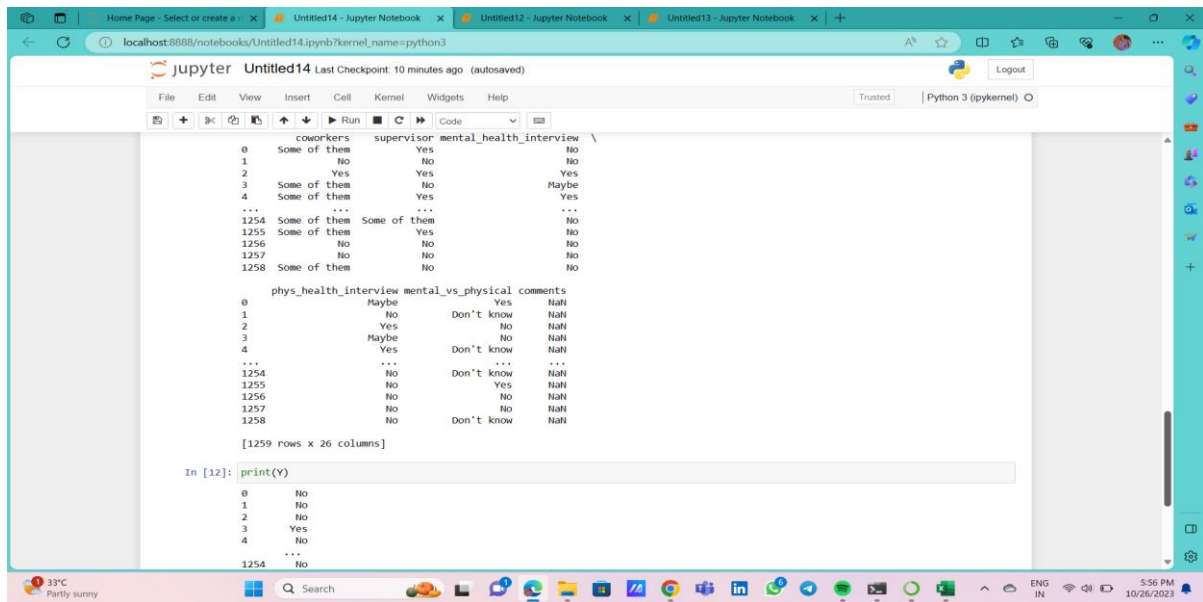 Home Page - Select or create a n
Untitled14 - Jupyter Notebook
Untitled12 - Jupyter Notebook
Untitled13 - Jupyter Notebook
localhost:8888/notebooks/Untitled14.ipynb?kernel_name=python3
jupyter Untitled14 Last Checkpoint: 10 minutes ago (autosaved)
Logout
File Edit View Insert Cell Kernel Widgets Help
Trusted
Python 3 (ipykernel)
Run
Code
coworkers supervisor mental_health_interview \
0 Some of them Yes No
1 No No No
2 Yes Yes Yes
3 Some of them No Maybe
4 Some of them Yes Yes
... ... ... ...
1254 Some of them Some of them No
1255 Some of them Yes No
1256 No No No
1257 No No No
1258 Some of them No No
phys_health_interview mental_vs_physical comments
0 Maybe Yes NaN
1 No Don't know NaN
2 Yes No NaN
3 Maybe No NaN
4 Yes Don't know NaN
... ... ... ...
1254 No Don't know NaN
1255 No Yes NaN
1256 No No NaN
1257 No No NaN
1258 No Don't know NaN
[1259 rows x 26 columns]
In [12]: print(Y)
0 No
1 No
2 No
3 Yes
4 No
...
1254 No
33°C
Partly sunny
Search
ENG
IN
5:56 PM
10/26/2023